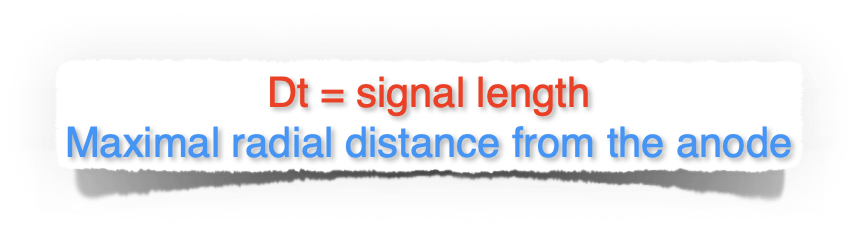 Dt = signal length
Maximal radial distance from the anode